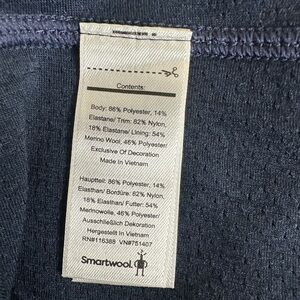 Contents:
Body: 86% Polyester, 14%
Elastane/ Trim: 82% Nylon,
18% Elastane/ Lining: 54%
Merino Wool, 46% Polyester/
Exclusive Of Decoration
Made In Vietnam
Hauptteil: 86% Polyester, 14%
Elasthan/ Bordüre: 82% Nylon,
18% Elasthan/ Futter: 54%
Merinowolle, 46% Polyester/
Ausschließlich Dekoration
Hergestellt In Vietnam
RN#116388 VN#751407
Smartwool